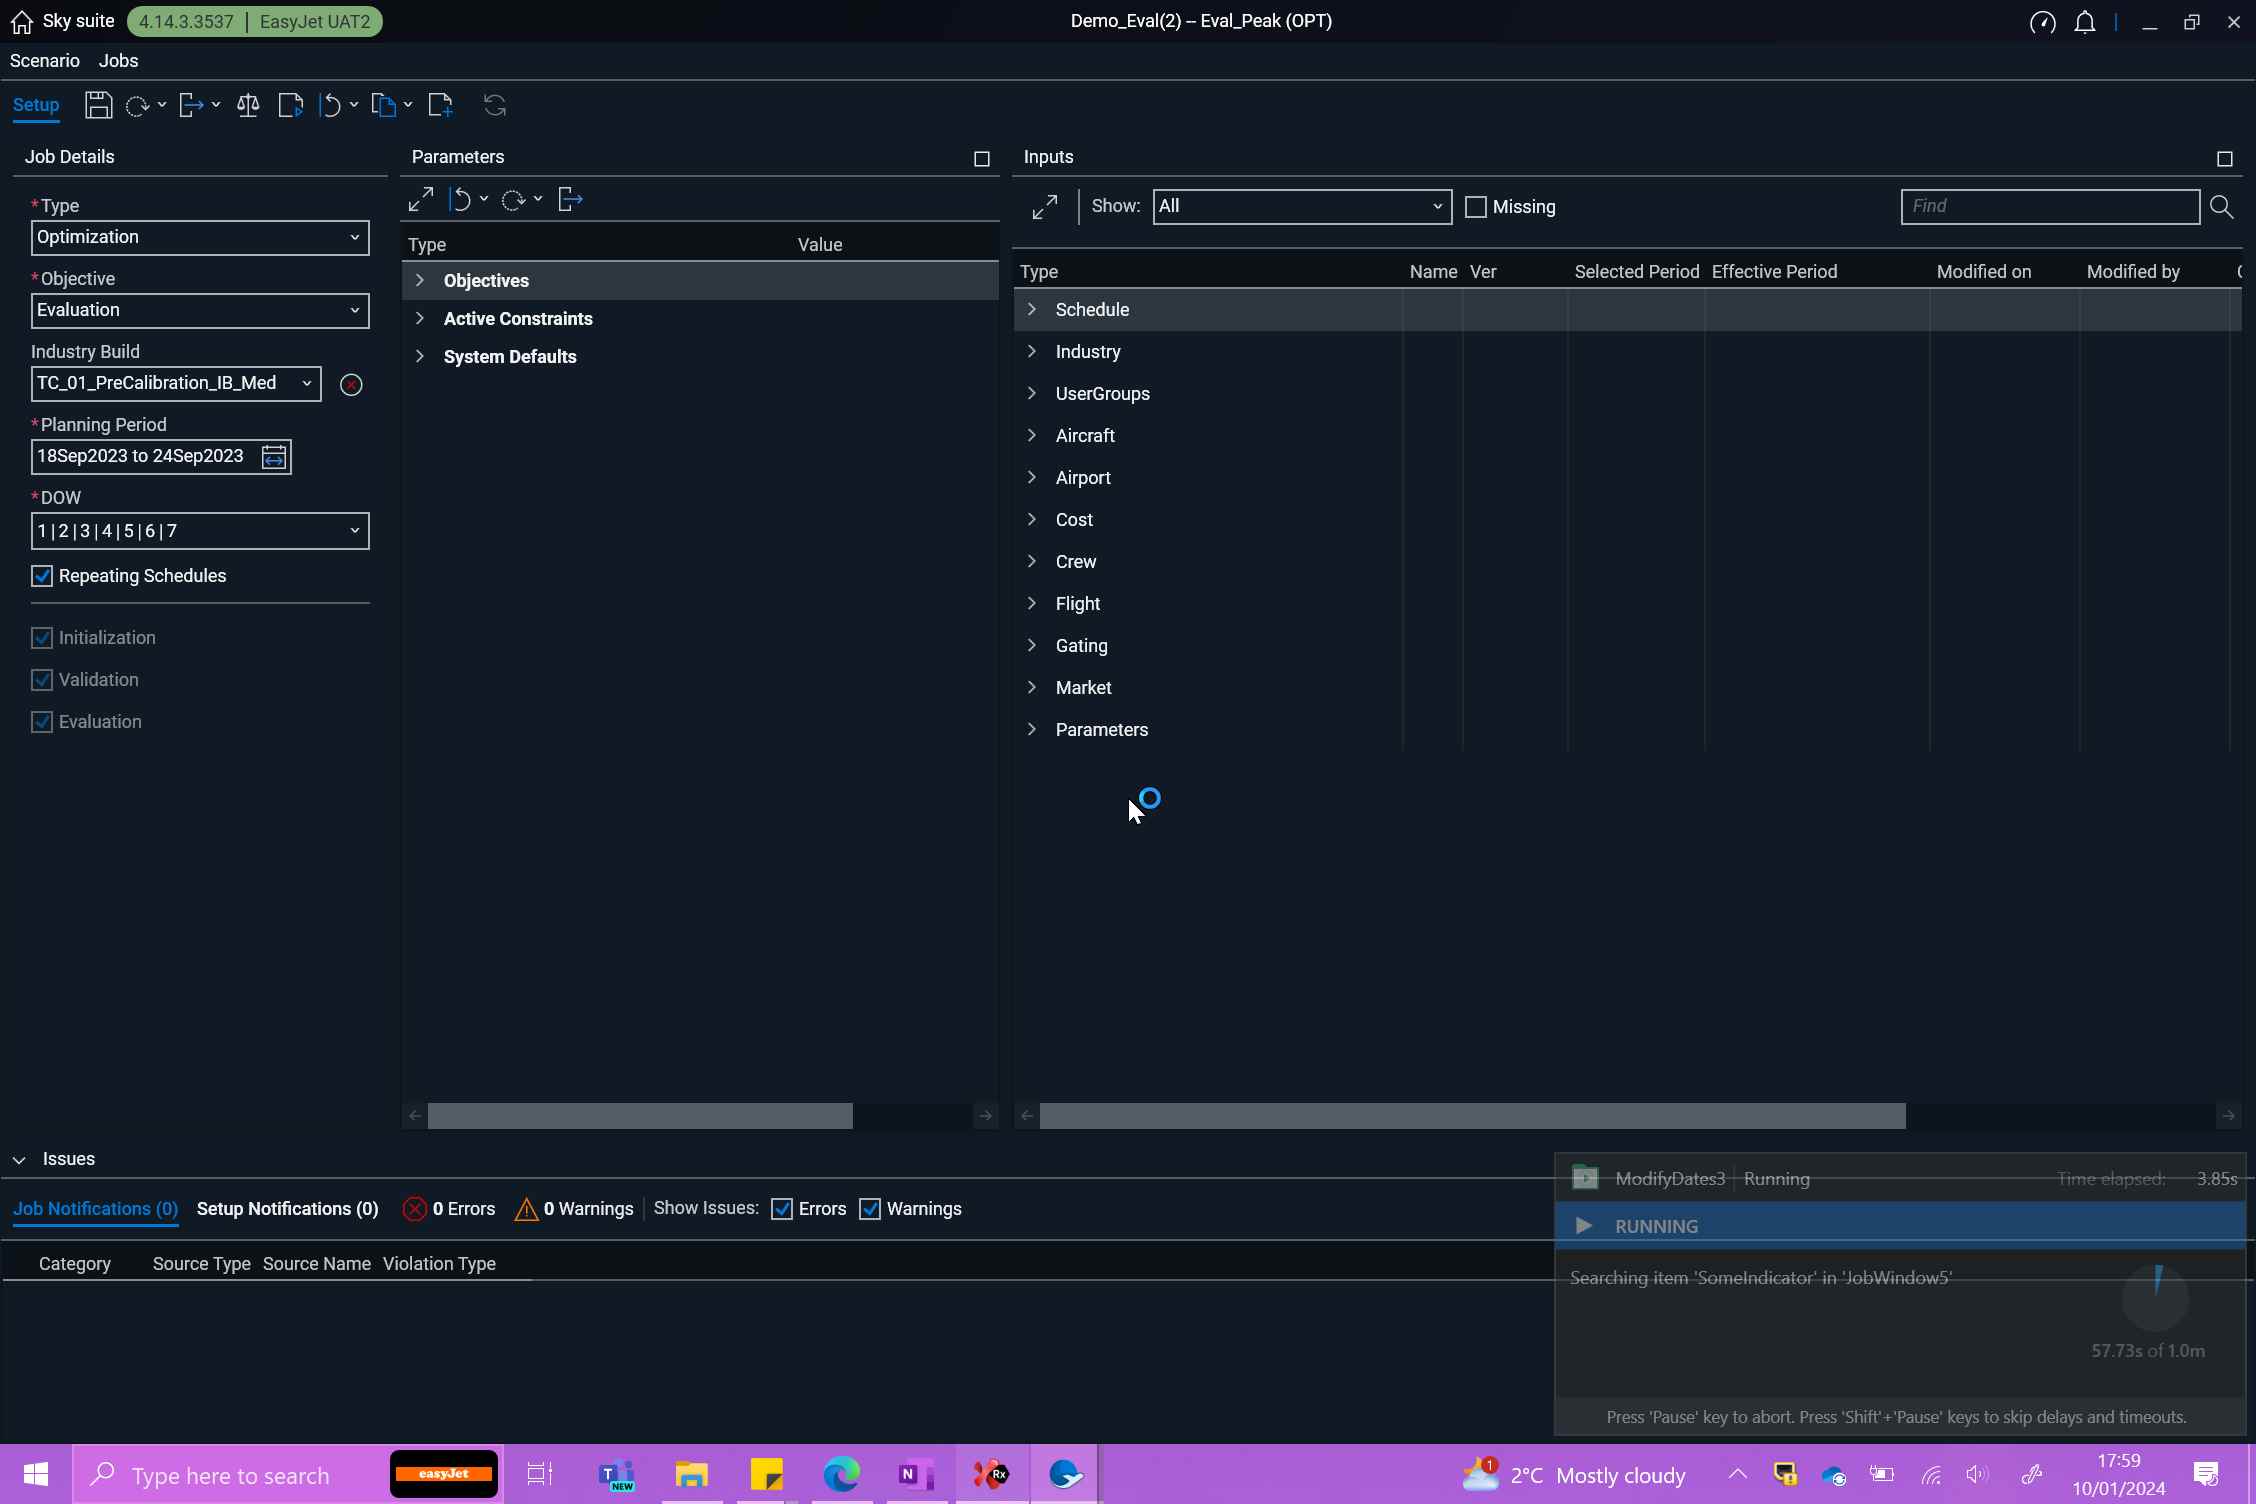 Sky suite 4.14.3.3537 | EasyJet UAT2 Demo_Eval(2) -- Eval_Peak (OPT)
Scenario Jobs
Setup
Job Details
*Type
Optimization
*Objective
Evaluation
Industry Build
TC_01_PreCalibration_IB_Med
*Planning Period
18Sep2023 to 24Sep2023
*DOW
1|2|3|4|5|6|7
Repeating Schedules
Initialization
Validation
Evaluation
Parameters
Type Value
Objectives
Active Constraints
System Defaults
Inputs
Show: All Missing Find
Type Name Ver Selected Period Effective Period Modified on Modified by
Schedule
Industry
UserGroups
Aircraft
Airport
Cost
Crew
Flight
Gating
Market
Parameters
Issues
Job Notifications (0) Setup Notifications (0) 0 Errors 0 Warnings Show Issues: Errors Warnings
Category Source Type Source Name Violation Type
ModifyDates3 Running Time elapsed: 3.85s
RUNNING
Searching item 'SomeIndicator' in 'JobWindow5'
57.73s of 1.0m
Press 'Pause' key to abort. Press 'Shift'+'Pause' keys to skip delays and timeouts.
Type here to search easyJet T NEW N Rx 1 2°C Mostly cloudy 17:59
10/01/2024